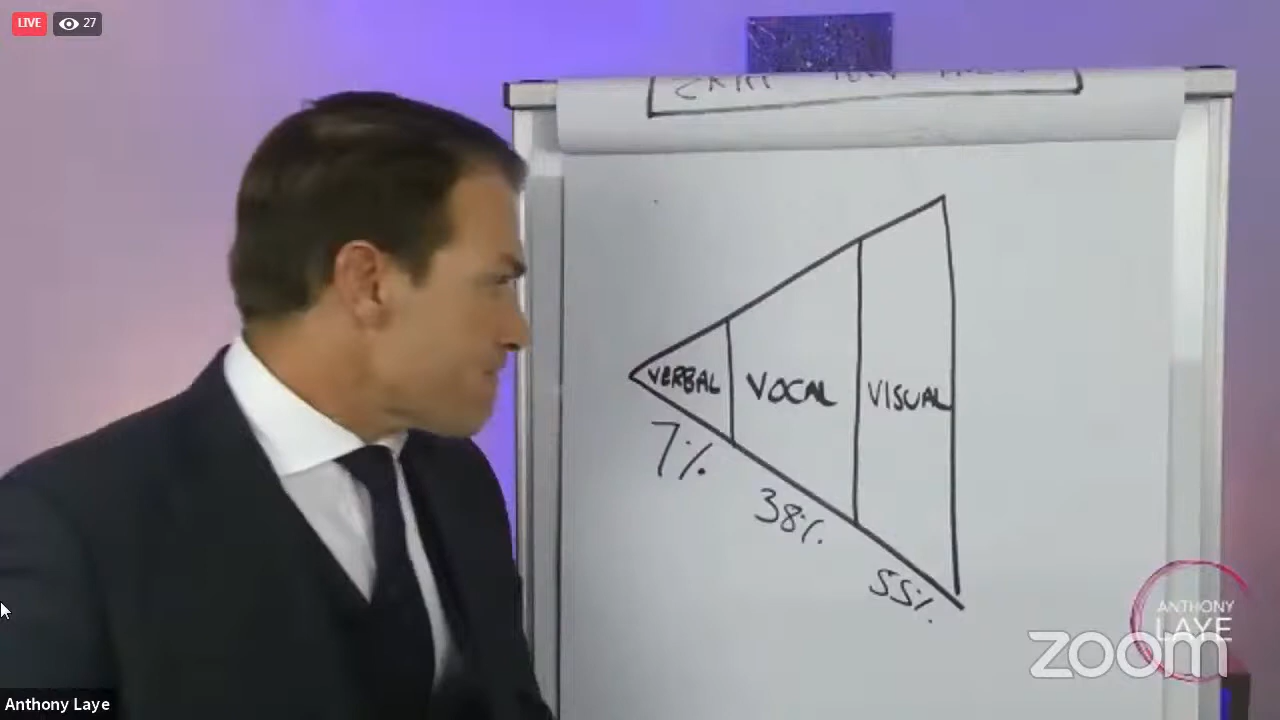 LIVE 27
VERBAL VOCAL VISUAL
7%
38%
55%
ANTHONY
LAYE
zoom
Anthony Laye